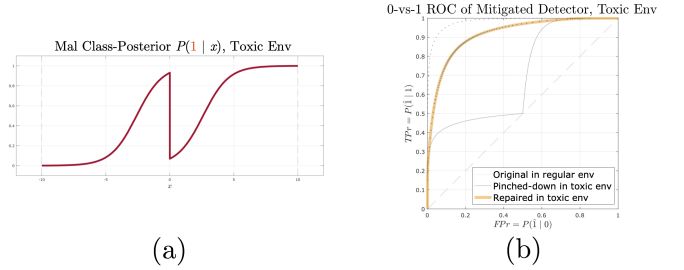 Mal Class-Posterior P(1 | x), Toxic Env
1
0.8
0.6
0.4
0.2
0
-10
-5
0
5
10
x
(a)
0-vs-1 ROC of Mitigated Detector, Toxic Env
1
0.9
0.8
0.7
0.6
0.5
0.4
0.3
0.2
0.1
0
TPr = P(1̂ | 1)
Original in regular env
Pinched-down in toxic env
Repaired in toxic env
0
0.2
0.4
0.6
0.8
1
FPr = P(1̂ | 0)
(b)